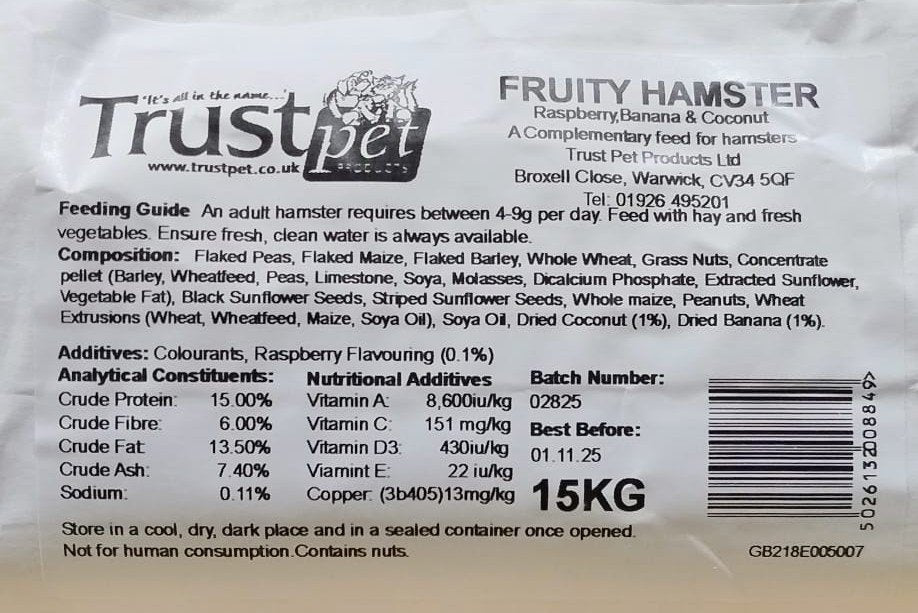 'It's all in the name...'
Trust pet
PRODUCTS
www.trustpet.co.uk
FRUITY HAMSTER
Raspberry,Banana & Coconut
A Complementary feed for hamsters
Trust Pet Products Ltd
Broxell Close, Warwick, CV34 5QF
Tel: 01926 495201
Feeding Guide An adult hamster requires between 4-9g per day. Feed with hay and fresh
vegetables. Ensure fresh, clean water is always available.
Composition: Flaked Peas, Flaked Maize, Flaked Barley, Whole Wheat, Grass Nuts, Concentrate
pellet (Barley, Wheatfeed, Peas, Limestone, Soya, Molasses, Dicalcium Phosphate, Extracted Sunflower,
Vegetable Fat), Black Sunflower Seeds, Striped Sunflower Seeds, Whole maize, Peanuts, Wheat
Extrusions (Wheat, Wheatfeed, Maize, Soya Oil), Soya Oil, Dried Coconut (1%), Dried Banana (1%).
Additives: Colourants, Raspberry Flavouring (0.1%)
Analytical Constituents:
Crude Protein: 15.00%
Crude Fibre: 6.00%
Crude Fat: 13.50%
Crude Ash: 7.40%
Sodium: 0.11%
Nutritional Additives
Vitamin A: 8,600iu/kg
Vitamin C: 151 mg/kg
Vitamin D3: 430iu/kg
Viamint E: 22 iu/kg
Copper: (3b405)13mg/kg
Batch Number:
02825
Best Before:
01.11.25
15KG
5026132008849>
Store in a cool, dry, dark place and in a sealed container once opened.
Not for human consumption.Contains nuts.
GB218E005007